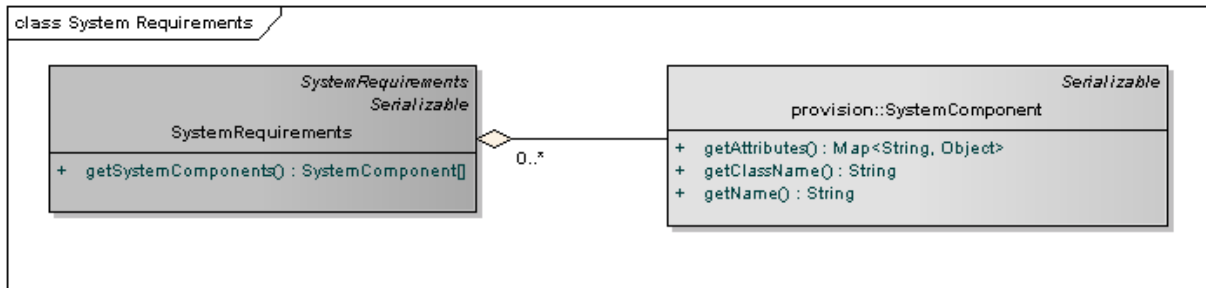 class System Requirements
SystemRequirements
Serializable
SystemRequirements
+ getSystemComponents() : SystemComponent[]
0..*
Serializable
provision::SystemComponent
+ getAttributes() : Map<String, Object>
+ getClassName() : String
+ getName() : String